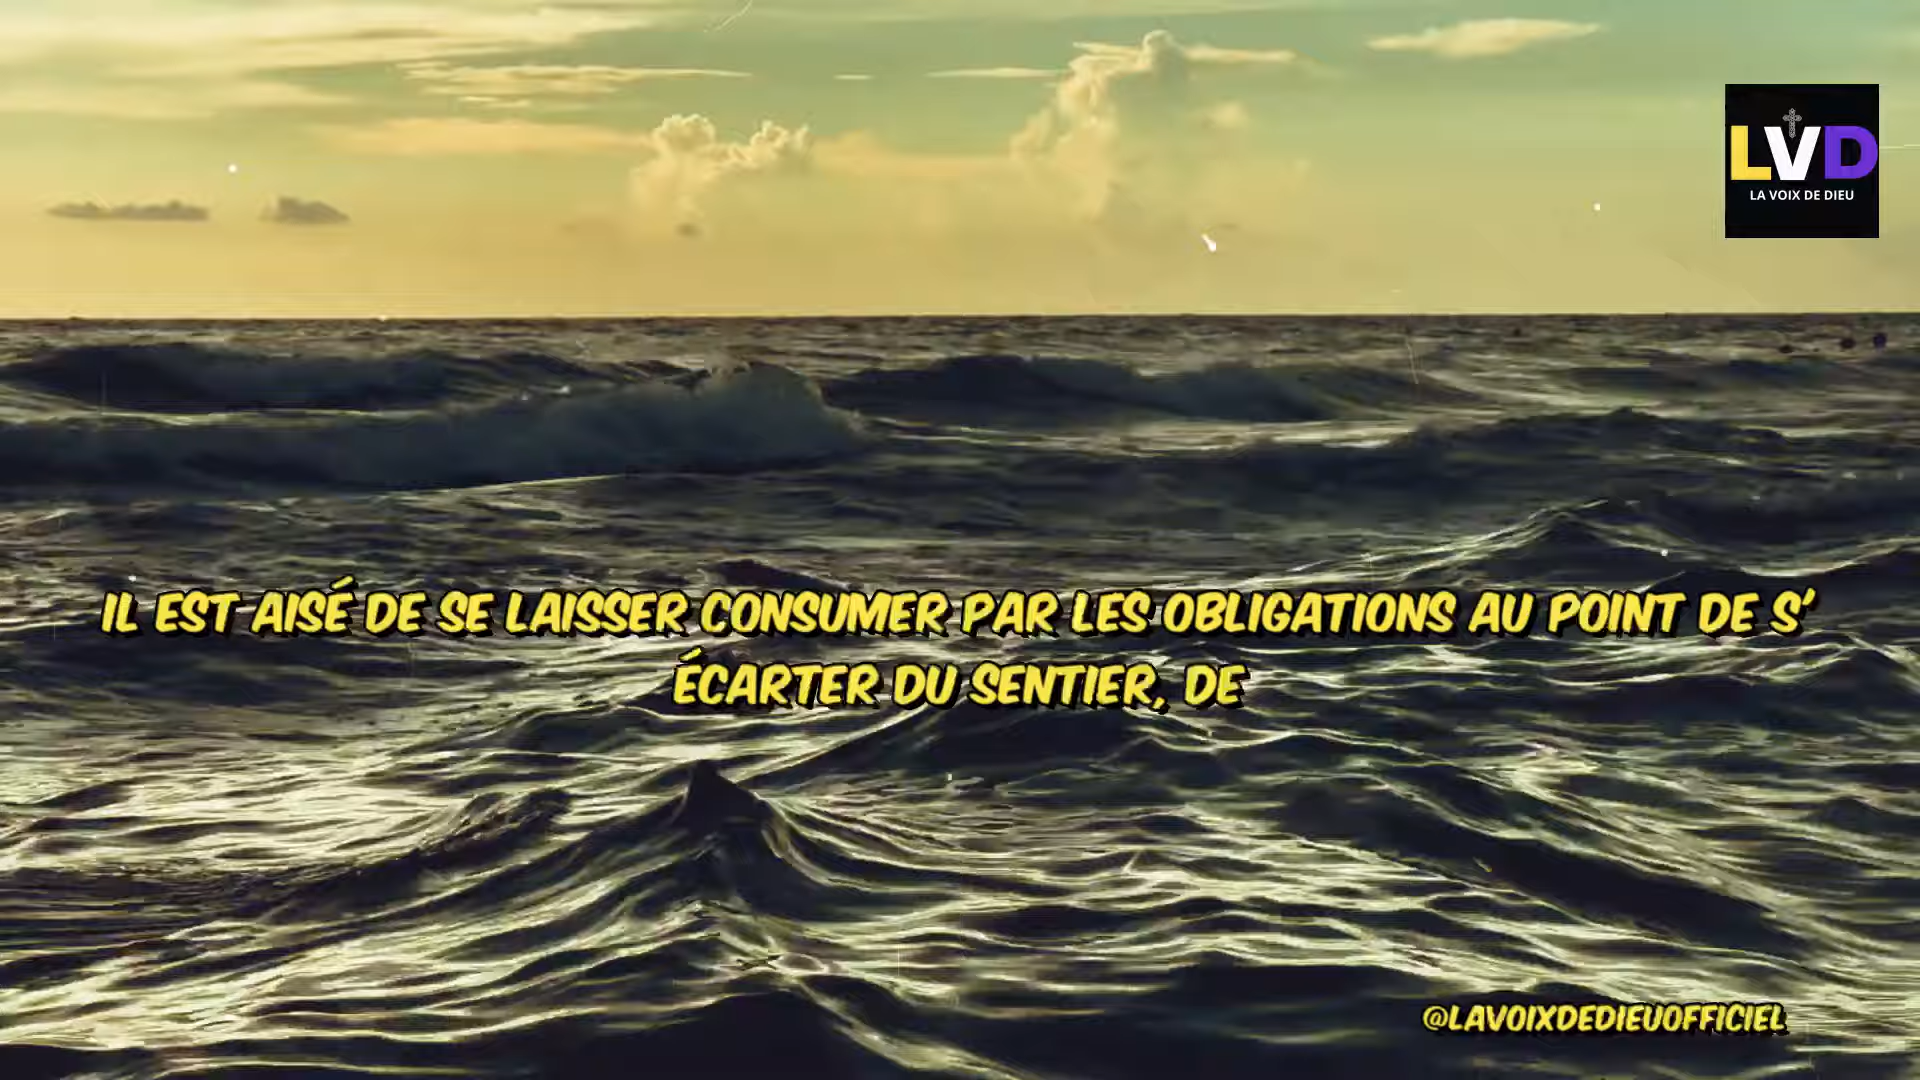 LVD
LA VOIX DE DIEU
IL EST AISÉ DE SE LAISSER CONSUMER PAR LES OBLIGATIONS AU POINT DE S'
ÉCARTER DU SENTIER, DE
@LAVOIXDEDIEUOFFICIEL